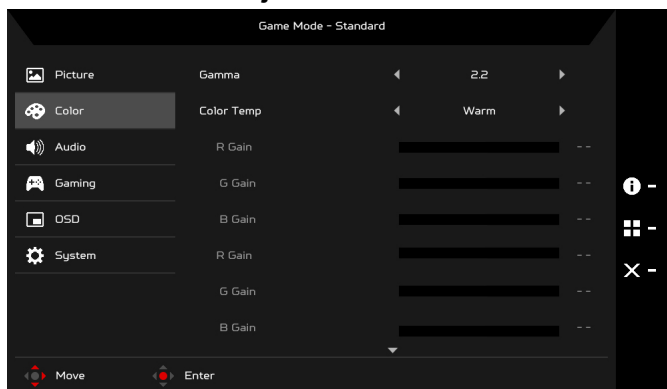 Game Mode - Standard
Picture
Gamma
2.2
Color
Color Temp
Warm
Audio
R Gain
--
Gaming
G Gain
--
OSD
B Gain
--
System
R Gain
--
G Gain
--
B Gain
--
Move
Enter